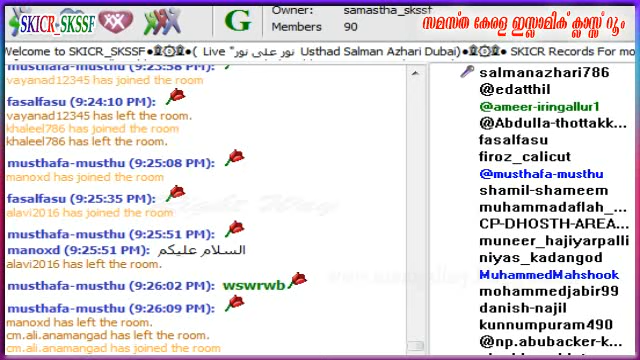 SKICR_SKSSF
G
Owner: samastha_skssf
Members 90
സമസ്ത കേരള ഇസ്ലാമിക് ക്ലാസ്സ് റൂം
Welcome to SKICR_SKSSF●۩۞۩●( Live "نور على نور Usthad Salman Azhari Dubai)●۩۞۩● SKICR Records For mo
musthafa-musthu (9:23:58 PM):
vayanad12345 has joined the room
fasalfasu (9:24:10 PM):
vayanad12345 has left the room.
khaleel786 has joined the room
khaleel786 has left the room.
musthafa-musthu (9:25:08 PM):
manoxd has joined the room
fasalfasu (9:25:35 PM):
alavi2016 has joined the room
musthafa-musthu (9:25:51 PM):
manoxd (9:25:51 PM): السلام عليكم
alavi2016 has left the room.
musthafa-musthu (9:26:02 PM): wswrwb
musthafa-musthu (9:26:09 PM):
manoxd has left the room.
cm.ali.anamangad has left the room.
cm.ali.anamangad has joined the room
salmanazhari786
@edatthil
@ameer-iringallur1
@Abdulla-thottakk...
fasalfasu
firoz_calicut
@musthafa-musthu
shamil-shameem
muhammadaflah_...
CP-DHOSTH-AREA...
muneer_hajiyarpalli
niyas_kadangod
MuhammedMahshook
mohammedjabir99
danish-najil
kunnumpuram490
@np.abubacker-k...